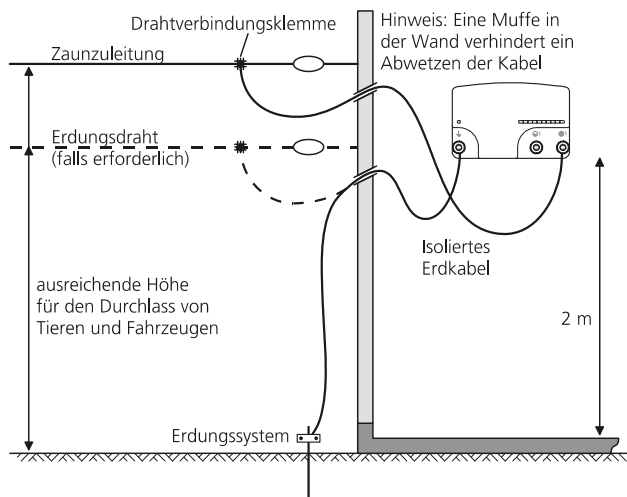 Drahtverbindungsklemme
Zaunzuleitung
Hinweis: Eine Muffe in
der Wand verhindert ein
Abwetzen der Kabel
Erdungsdraht
(falls erforderlich)
Isoliertes
Erdkabel
ausreichende Höhe
für den Durchlass von
Tieren und Fahrzeugen
2 m
Erdungssystem